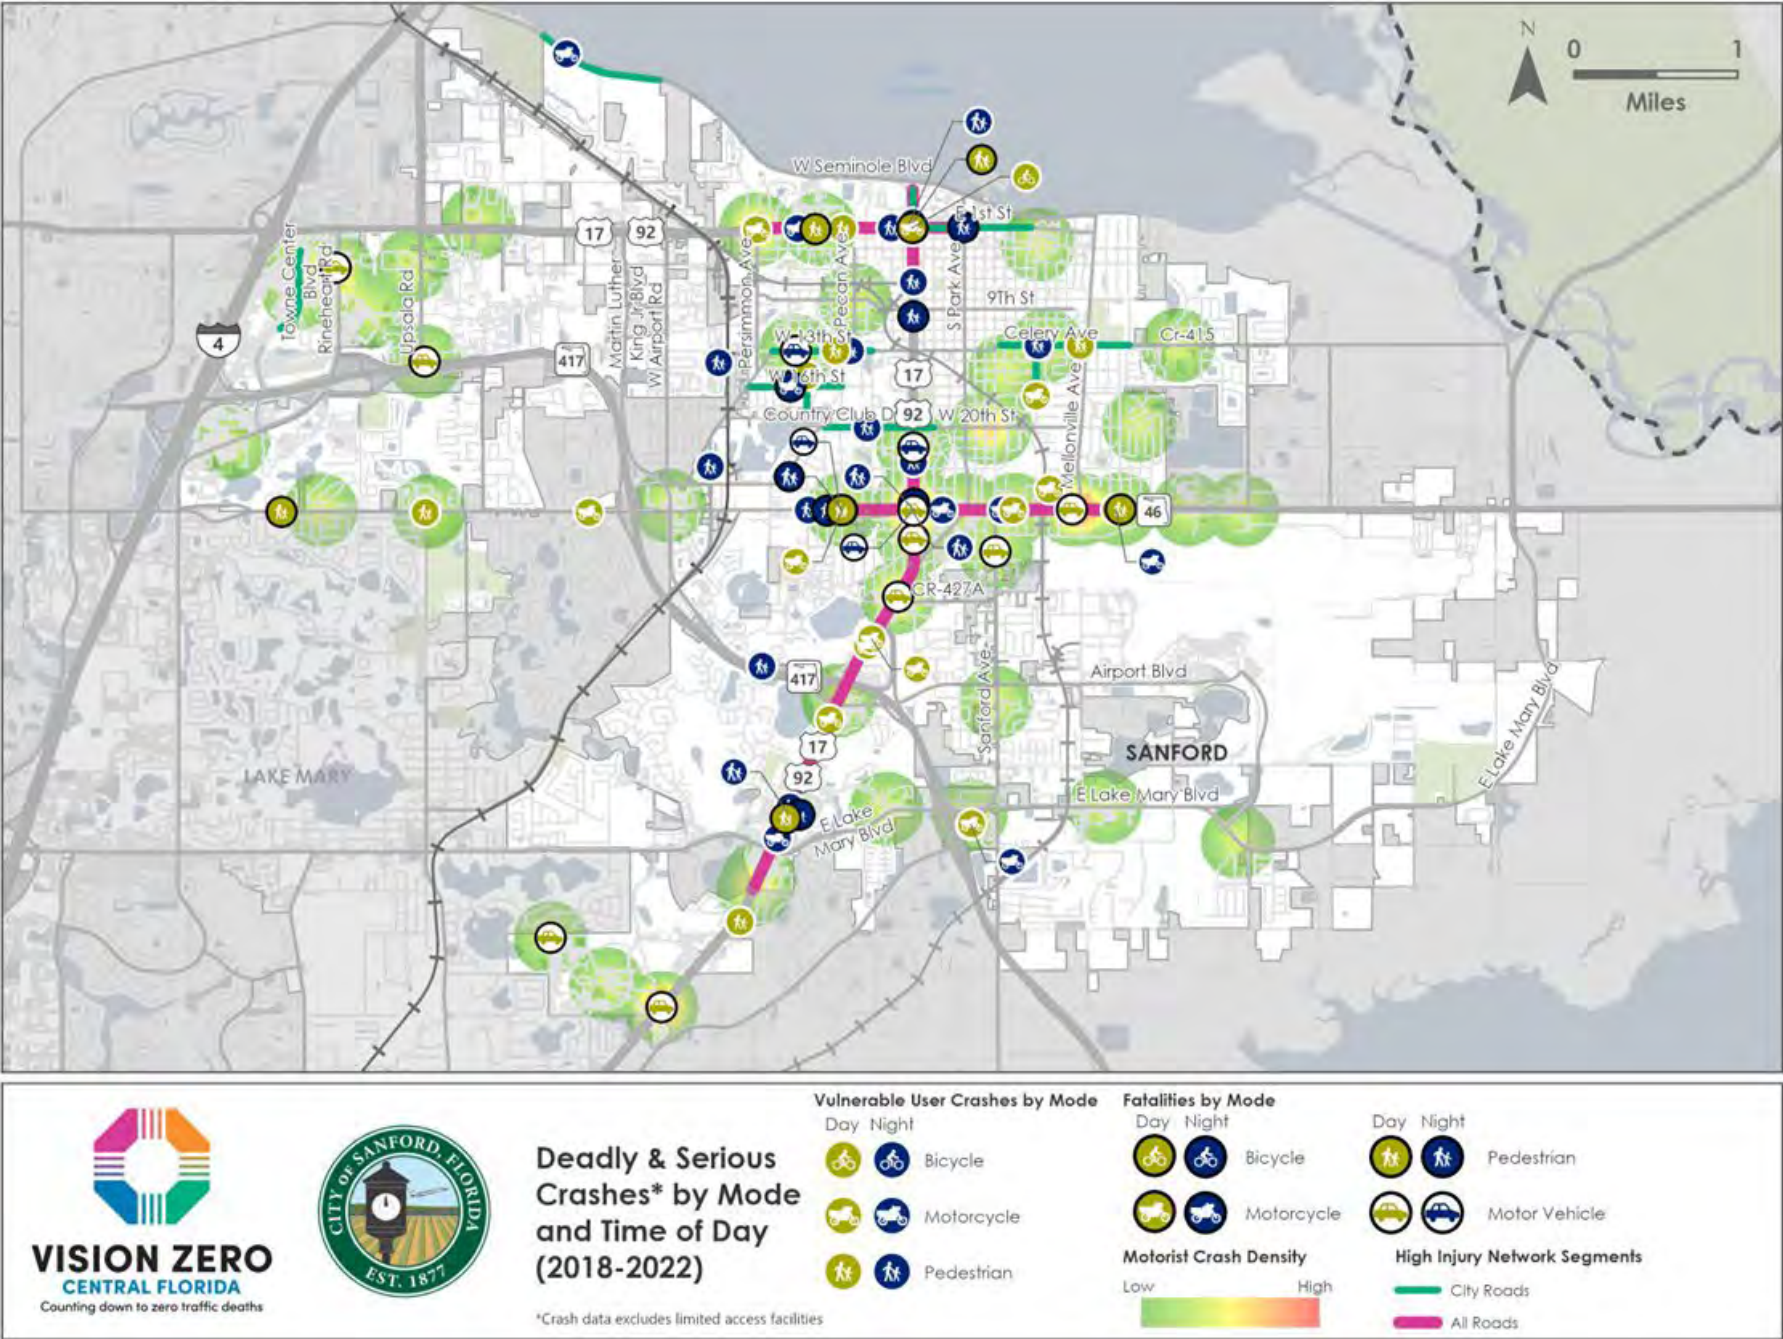 N
0 1
Miles
W Seminole Blvd
E 1st St
17 92
Towne Center
Blvd
Rinehart Rd
Upsala Rd
Martin Luther
King Jr Blvd
W Airport Rd
Persimmon Ave
Pecan Ave
S Park Ave
9Th St
4
417
W 13th St
Celery Ave
Cr-415
17
W 16th St
Country Club D
92
W 20th St
Mellonville Ave
46
CR-427A
417
Airport Blvd
Sanford Ave
17
92
SANFORD
LAKE MARY
E Lake Mary Blvd
E Lake
Mary Blvd
E Lake Mary Blvd
VISION ZERO
CENTRAL FLORIDA
Counting down to zero traffic deaths
CITY OF SANFORD, FLORIDA
EST. 1877
Deadly & Serious
Crashes* by Mode
and Time of Day
(2018-2022)
*Crash data excludes limited access facilities
Vulnerable User Crashes by Mode
Day Night
Bicycle
Motorcycle
Pedestrian
Fatalities by Mode
Day Night
Bicycle
Motorcycle
Day Night
Pedestrian
Motor Vehicle
Motorist Crash Density
Low High
High Injury Network Segments
City Roads
All Roads